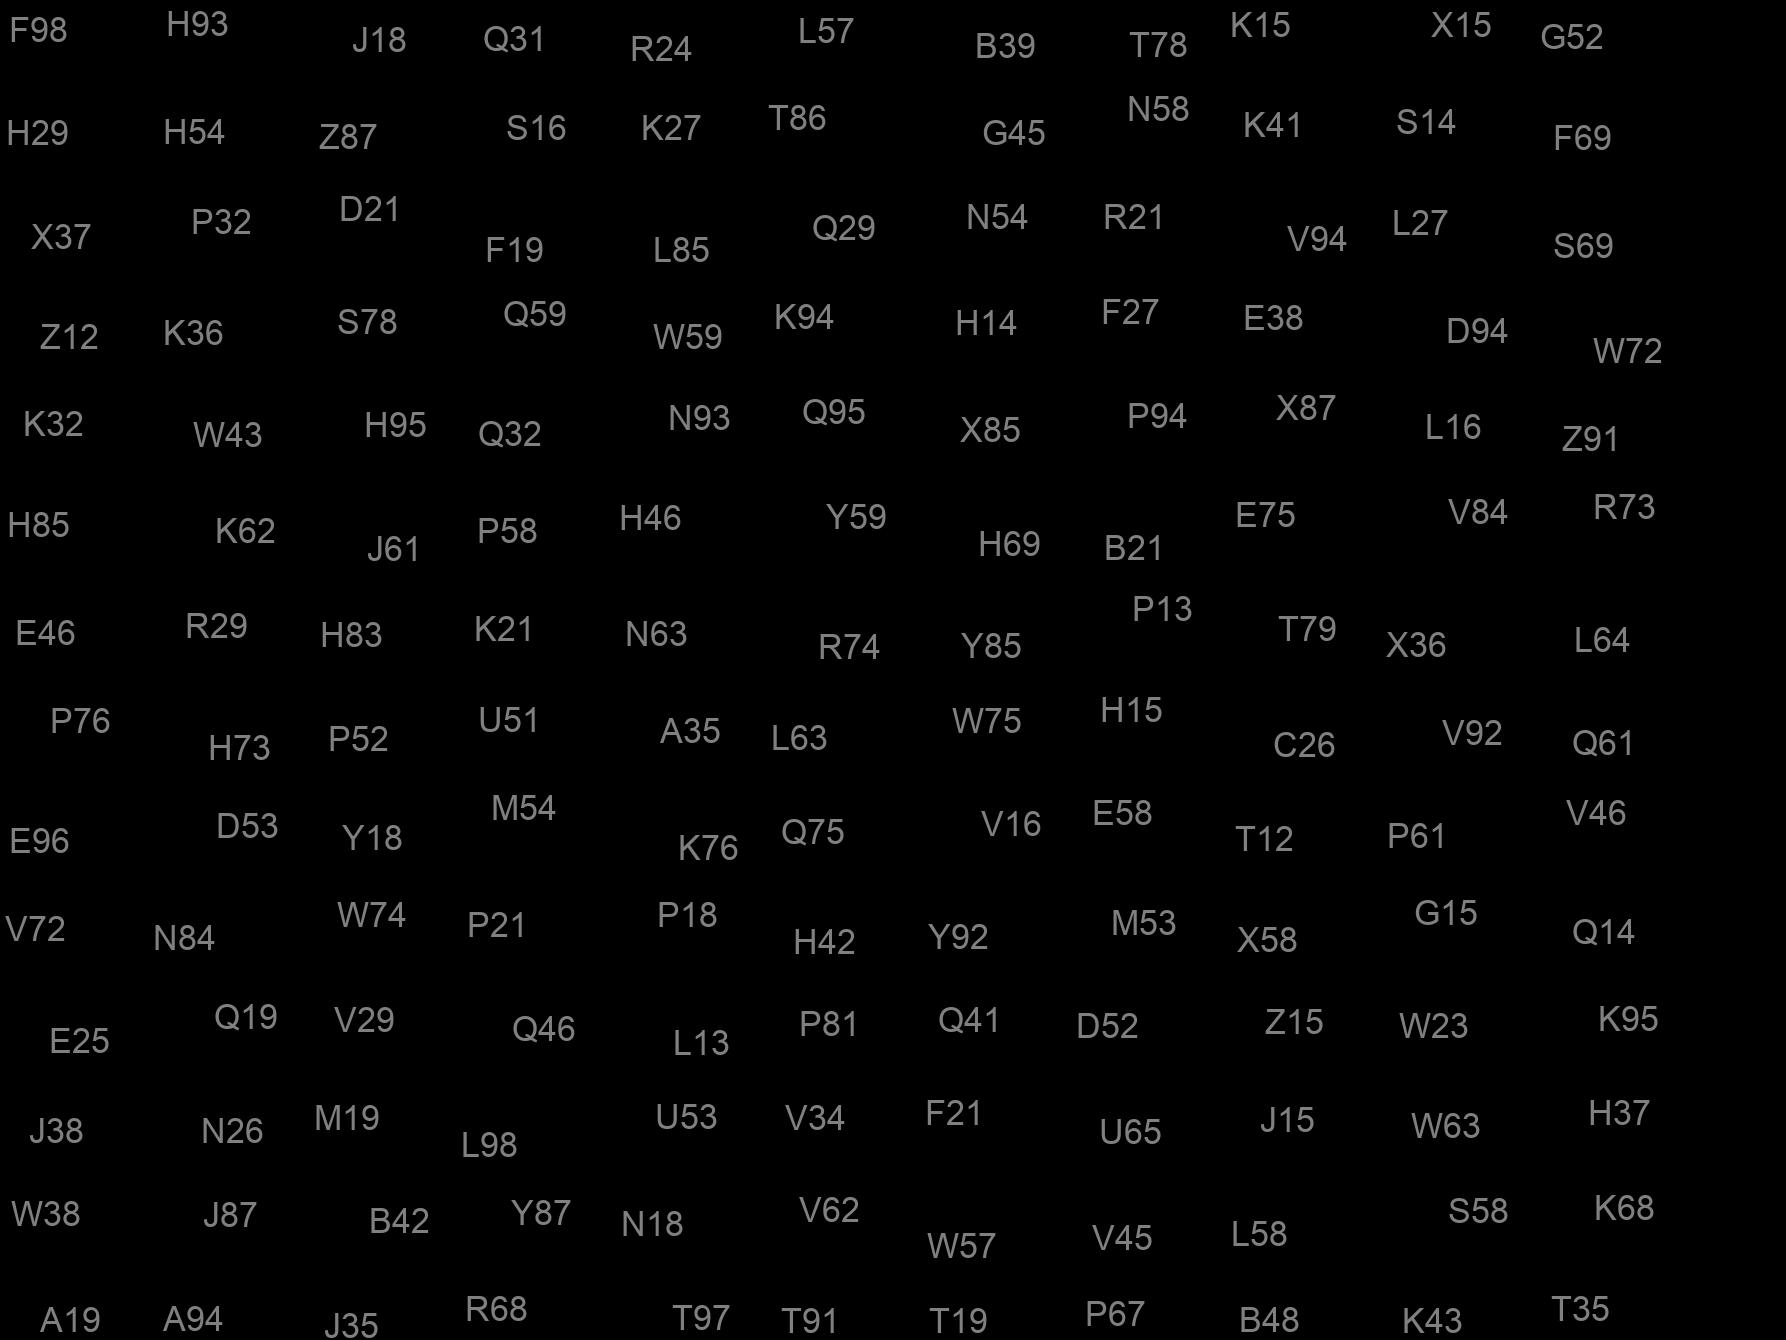 F98 H93 J18 Q31 R24 L57 B39 T78 K15 X15 G52
H29 H54 Z87 S16 K27 T86 G45 N58 K41 S14 F69
X37 P32 D21 F19 L85 Q29 N54 R21 V94 L27 S69
Z12 K36 S78 Q59 W59 K94 H14 F27 E38 D94 W72
K32 W43 H95 Q32 N93 Q95 X85 P94 X87 L16 Z91
H85 K62 J61 P58 H46 Y59 H69 B21 E75 V84 R73
E46 R29 H83 K21 N63 R74 Y85 P13 T79 X36 L64
P76 H73 P52 U51 A35 L63 W75 H15 C26 V92 Q61
E96 D53 Y18 M54 K76 Q75 V16 E58 T12 P61 V46
V72 N84 W74 P21 P18 H42 Y92 M53 X58 G15 Q14
E25 Q19 V29 Q46 L13 P81 Q41 D52 Z15 W23 K95
J38 N26 M19 L98 U53 V34 F21 U65 J15 W63 H37
W38 J87 B42 Y87 N18 V62 W57 V45 L58 S58 K68
A19 A94 J35 R68 T97 T91 T19 P67 B48 K43 T35